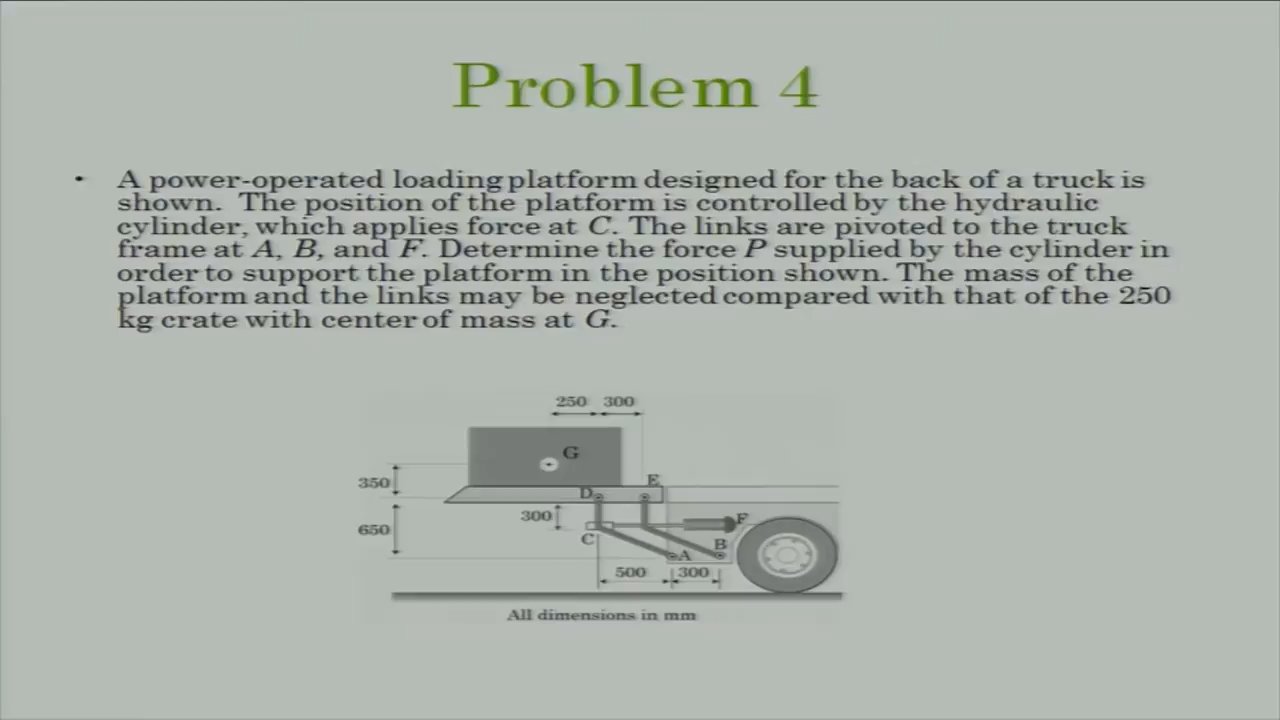 Problem 4
• A power-operated loading platform designed for the back of a truck is
shown. The position of the platform is controlled by the hydraulic
cylinder, which applies force at C. The links are pivoted to the truck
frame at A, B, and F. Determine the force P supplied by the cylinder in
order to support the platform in the position shown. The mass of the
platform and the links may be neglected compared with that of the 250
kg crate with center of mass at G.
250 300
G
350
D E
300
F
650
C
A B
500 300
All dimensions in mm